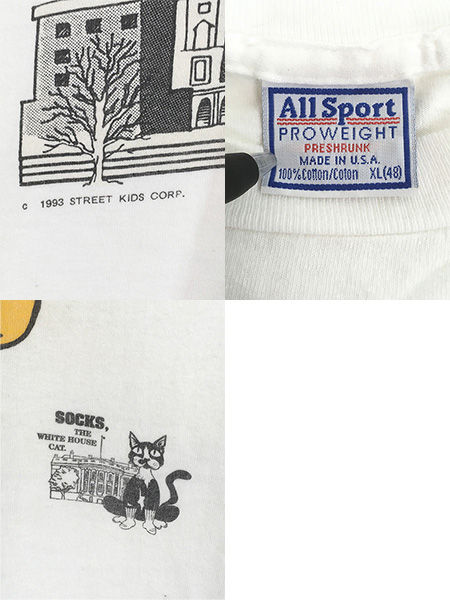 c 1993 STREET KIDS CORP.
All Sport
PROWEIGHT
PRESHRUNK
MADE IN U.S.A.
100% Cotton/Coton XL(48)
SOCKS,
THE
WHITE HOUSE
CAT.